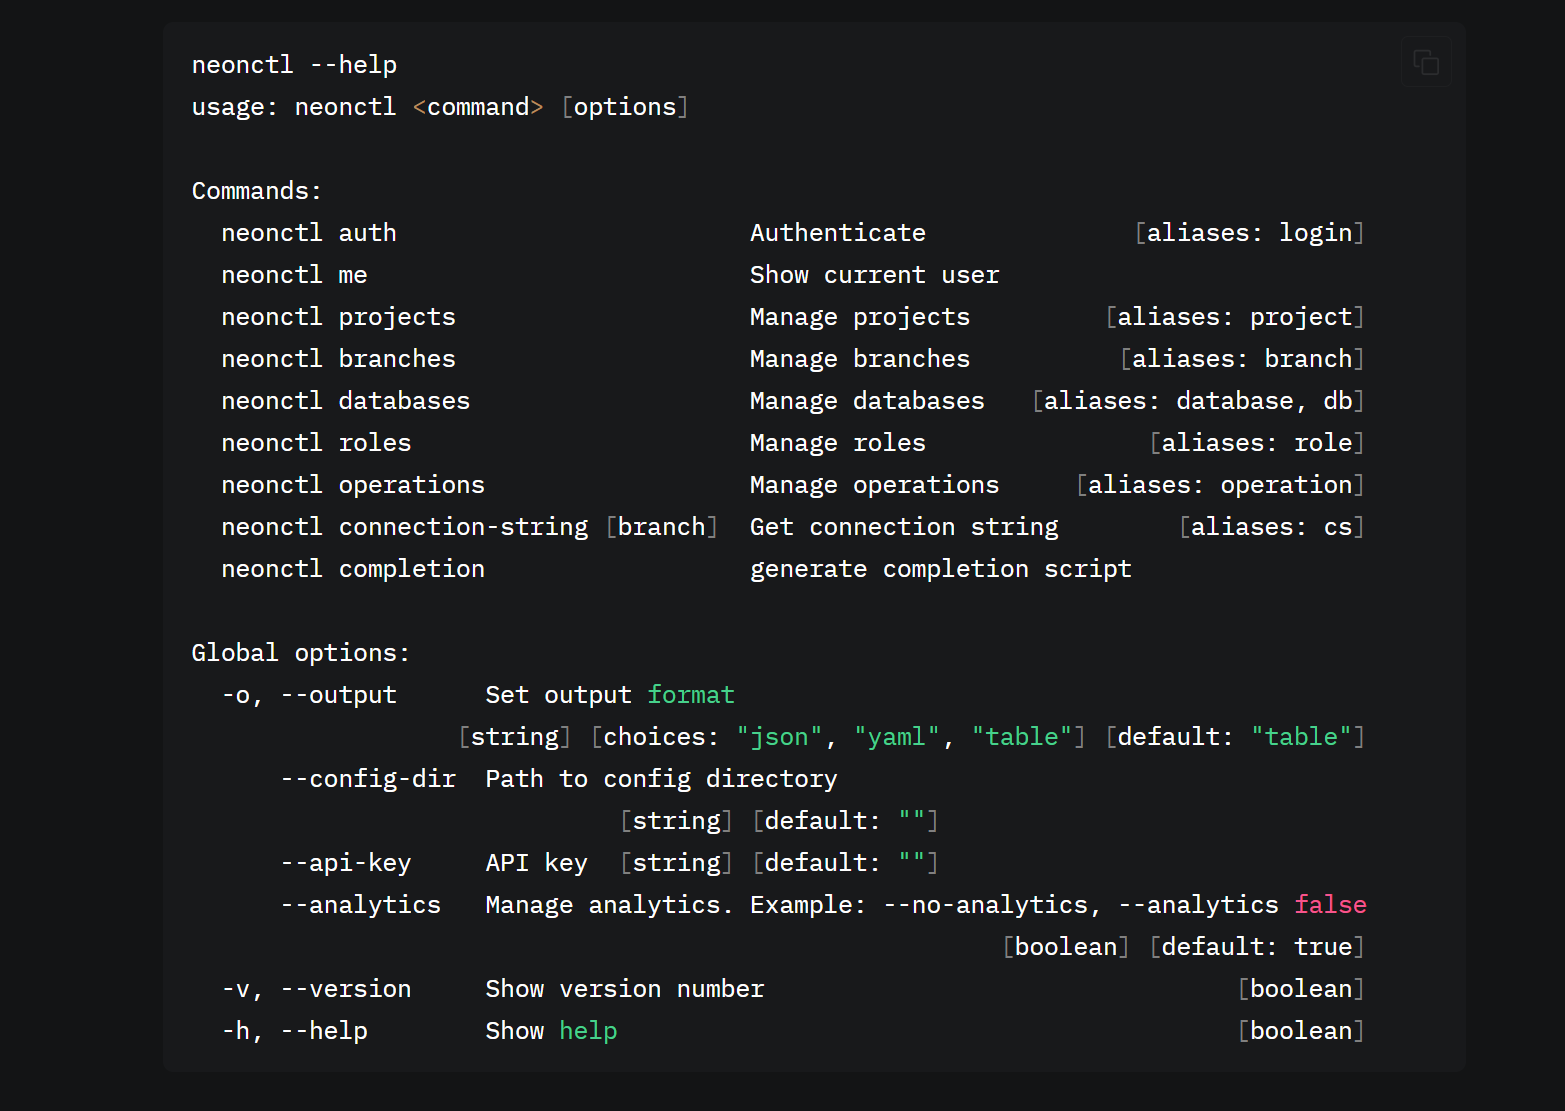 neonctl --help
usage: neonctl <command> [options]
Commands:
neonctl auth Authenticate [aliases: login]
neonctl me Show current user
neonctl projects Manage projects [aliases: project]
neonctl branches Manage branches [aliases: branch]
neonctl databases Manage databases [aliases: database, db]
neonctl roles Manage roles [aliases: role]
neonctl operations Manage operations [aliases: operation]
neonctl connection-string [branch] Get connection string [aliases: cs]
neonctl completion generate completion script
Global options:
-o, --output Set output format
[string] [choices: "json", "yaml", "table"] [default: "table"]
--config-dir Path to config directory
[string] [default: ""]
--api-key API key [string] [default: ""]
--analytics Manage analytics. Example: --no-analytics, --analytics false
[boolean] [default: true]
-v, --version Show version number [boolean]
-h, --help Show help [boolean]